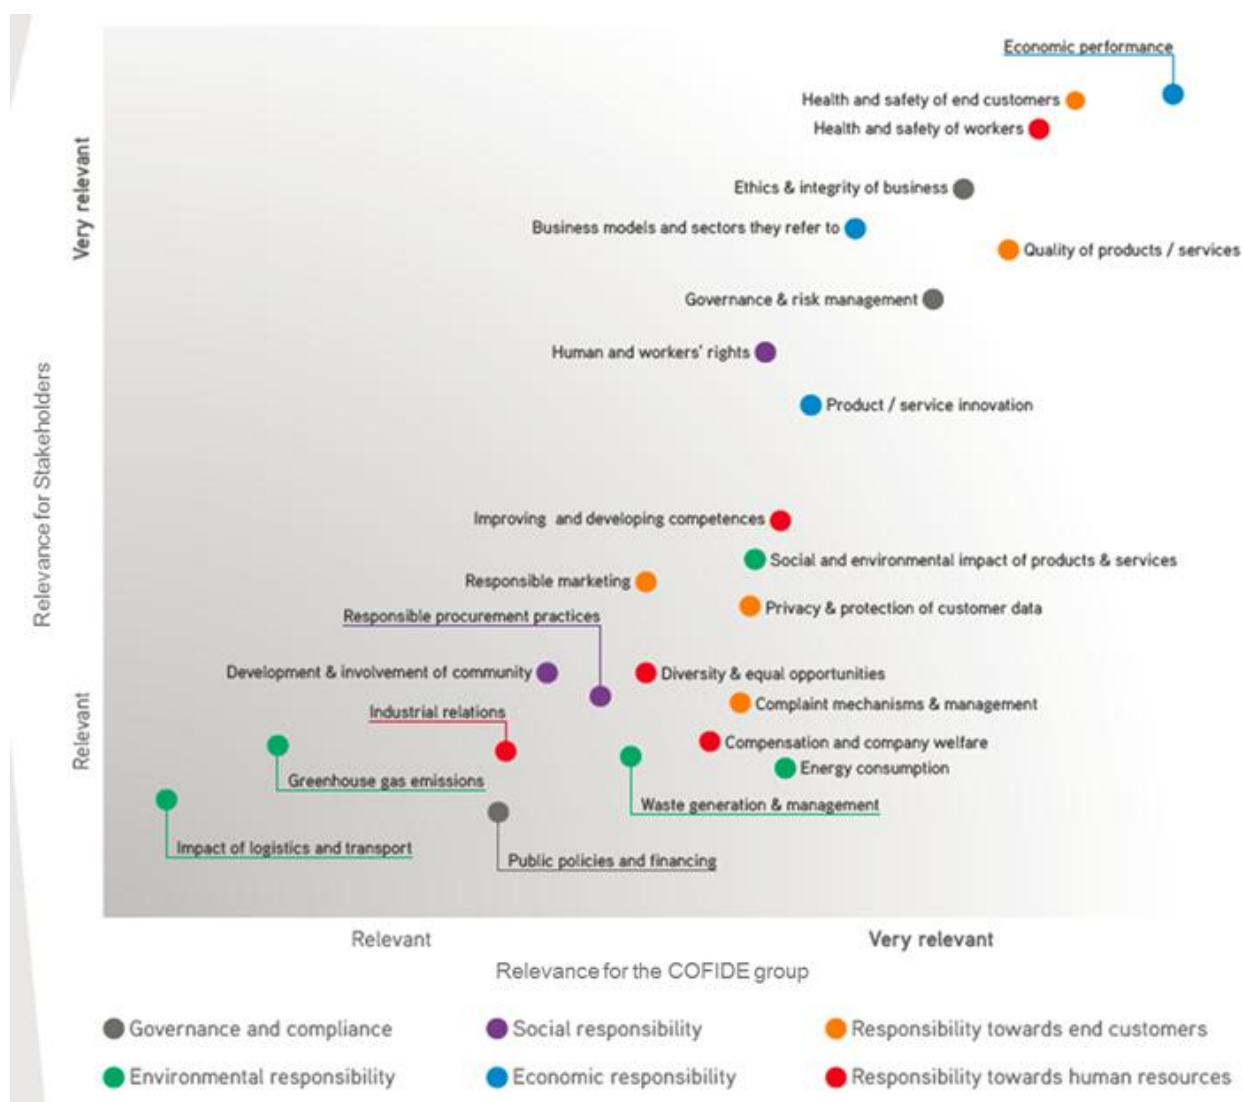 Economic performance
Health and safety of end customers
Health and safety of workers
Ethics & integrity of business
Business models and sectors they refer to
Quality of products / services
Governance & risk management
Human and workers' rights
Product / service innovation
Improving and developing competences
Social and environmental impact of products & services
Responsible marketing
Privacy & protection of customer data
Responsible procurement practices
Development & involvement of community
Diversity & equal opportunities
Complaint mechanisms & management
Industrial relations
Compensation and company welfare
Energy consumption
Greenhouse gas emissions
Waste generation & management
Impact of logistics and transport
Public policies and financing
Very relevant
Relevance for Stakeholders
Relevant
Relevant
Very relevant
Relevance for the COFIDE group
Governance and compliance
Social responsibility
Responsibility towards end customers
Environmental responsibility
Economic responsibility
Responsibility towards human resources